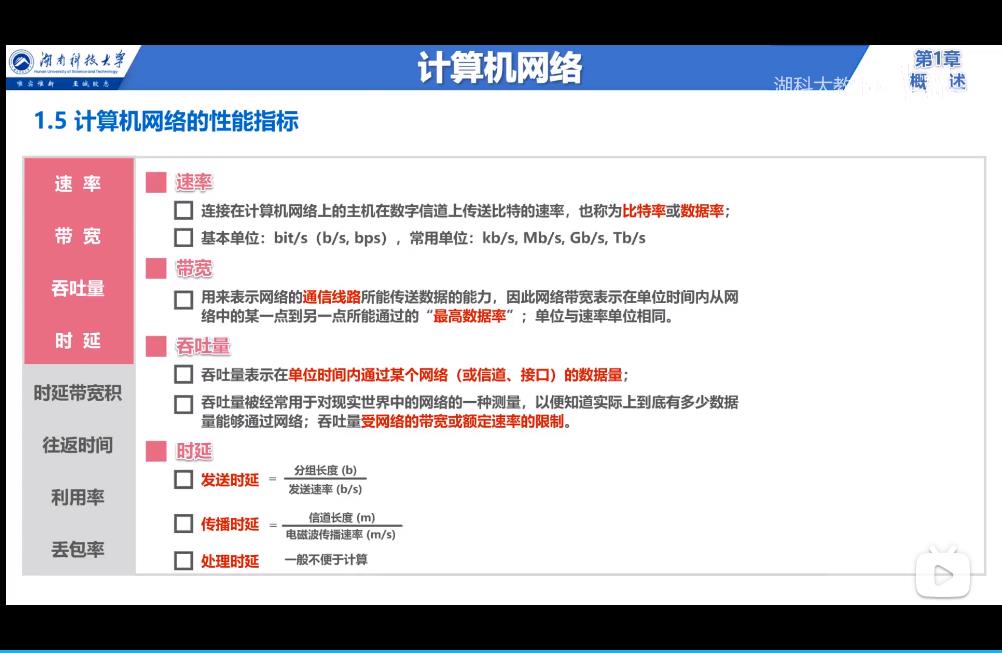 湖南科技大学
Hunan University of Science and Technology
唯实惟新 至诚致志
计算机网络
第1章
概 述
湖科大教
1.5 计算机网络的性能指标
速 率
带 宽
吞吐量
时 延
时延带宽积
往返时间
利用率
丢包率
速率
连接在计算机网络上的主机在数字信道上传送比特的速率，也称为比特率或数据率；
基本单位：bit/s（b/s, bps），常用单位：kb/s, Mb/s, Gb/s, Tb/s
带宽
用来表示网络的通信线路所能传送数据的能力，因此网络带宽表示在单位时间内从网
络中的某一点到另一点所能通过的“最高数据率”；单位与速率单位相同。
吞吐量
吞吐量表示在单位时间内通过某个网络（或信道、接口）的数据量；
吞吐量被经常用于对现实世界中的网络的一种测量，以便知道实际上到底有多少数据
量能够通过网络；吞吐量受网络的带宽或额定速率的限制。
时延
发送时延 = 分组长度 (b)
发送速率 (b/s)
传播时延 = 信道长度 (m)
电磁波传播速率 (m/s)
处理时延 一般不便于计算